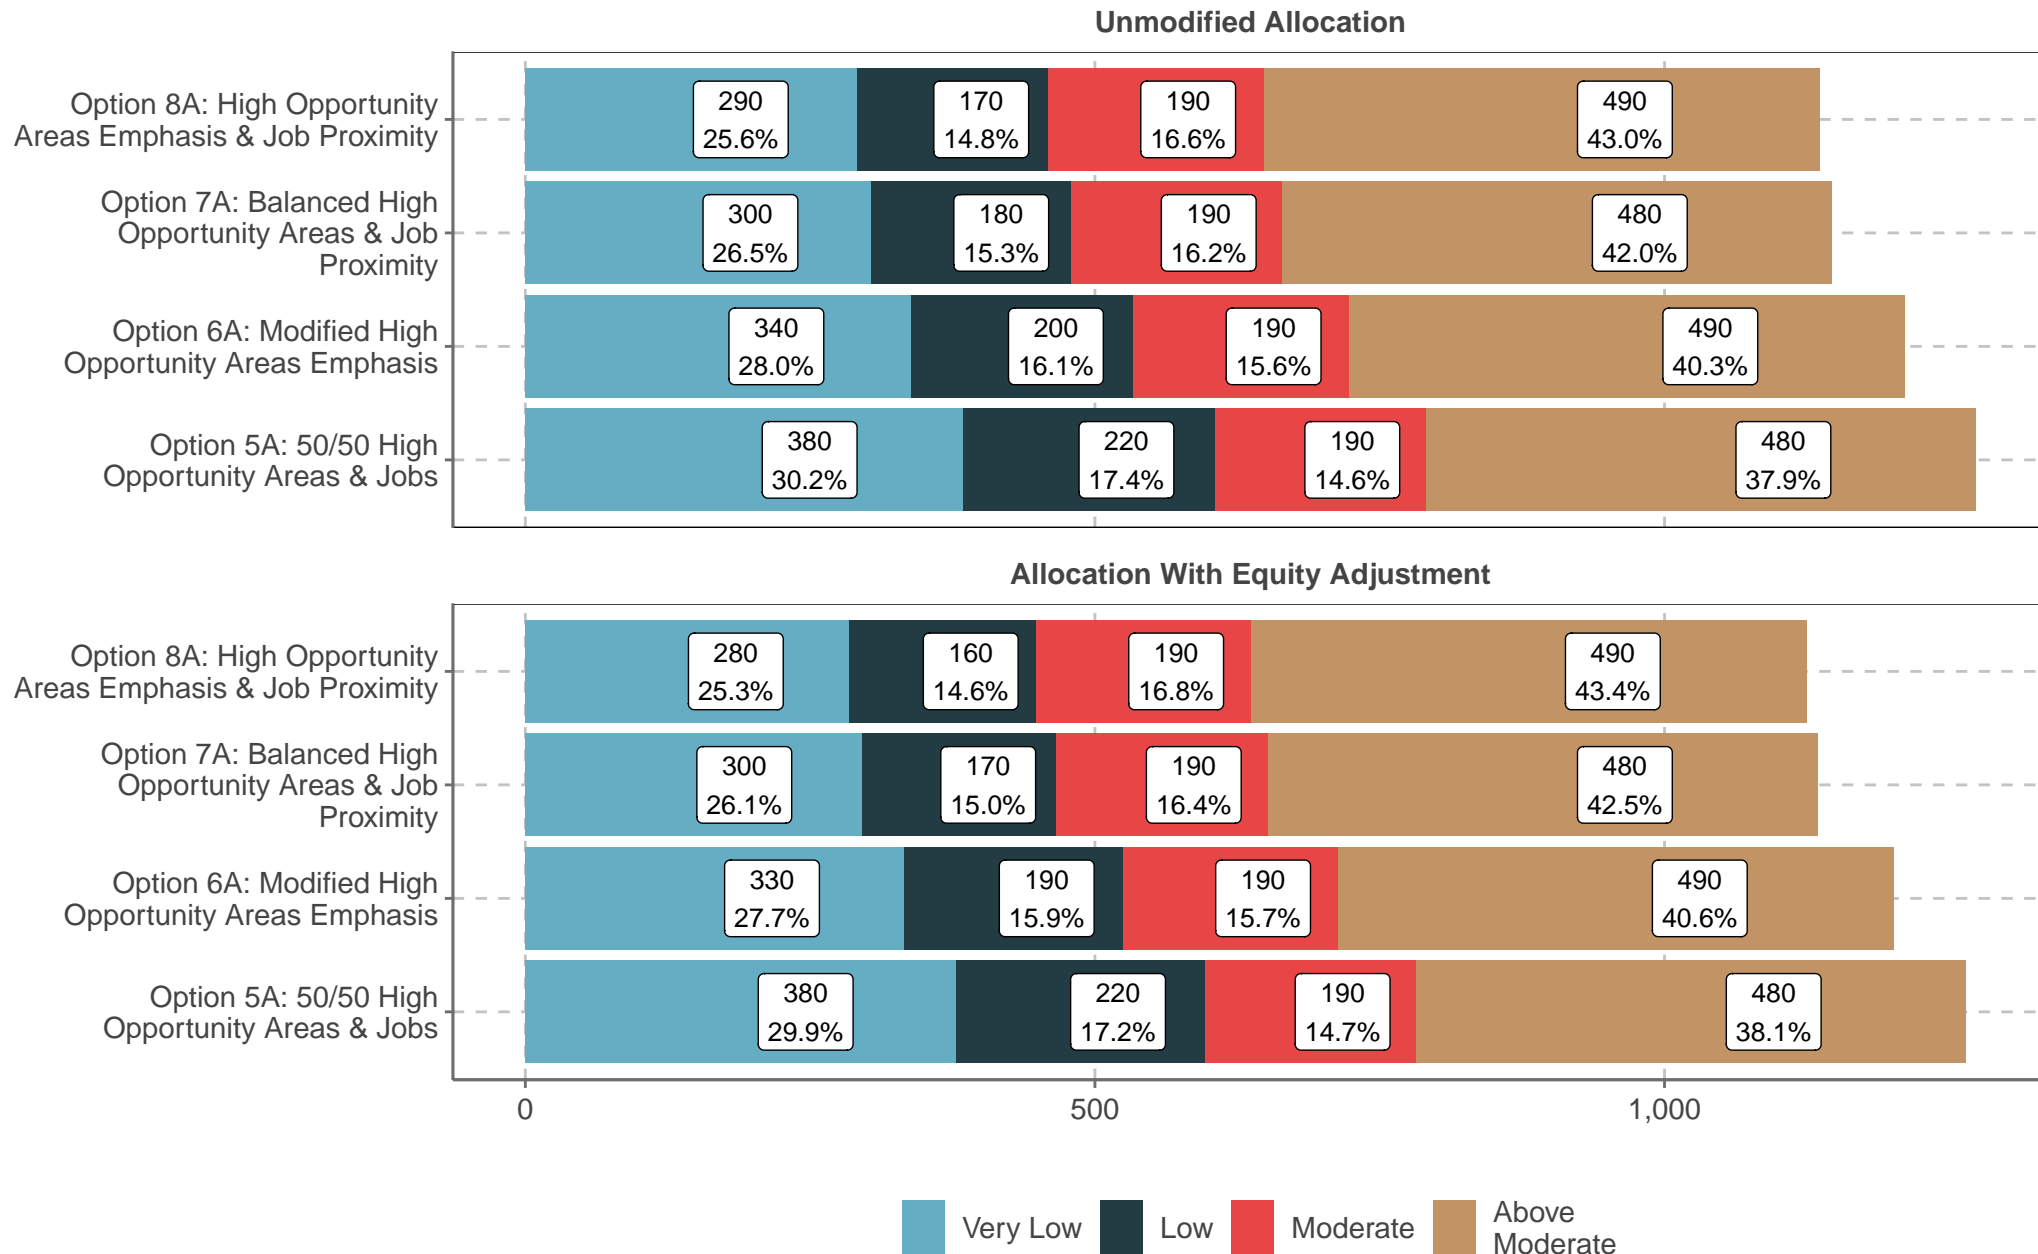 Unmodified Allocation
Option 8A: High Opportunity
Areas Emphasis & Job Proximity
290
25.6%
170
14.8%
190
16.6%
490
43.0%
Option 7A: Balanced High
Opportunity Areas & Job
Proximity
300
26.5%
180
15.3%
190
16.2%
480
42.0%
Option 6A: Modified High
Opportunity Areas Emphasis
340
28.0%
200
16.1%
190
15.6%
490
40.3%
Option 5A: 50/50 High
Opportunity Areas & Jobs
380
30.2%
220
17.4%
190
14.6%
480
37.9%
Allocation With Equity Adjustment
Option 8A: High Opportunity
Areas Emphasis & Job Proximity
280
25.3%
160
14.6%
190
16.8%
490
43.4%
Option 7A: Balanced High
Opportunity Areas & Job
Proximity
300
26.1%
170
15.0%
190
16.4%
480
42.5%
Option 6A: Modified High
Opportunity Areas Emphasis
330
27.7%
190
15.9%
190
15.7%
490
40.6%
Option 5A: 50/50 High
Opportunity Areas & Jobs
380
29.9%
220
17.2%
190
14.7%
480
38.1%
0
500
1,000
Very Low
Low
Moderate
Above
Moderate